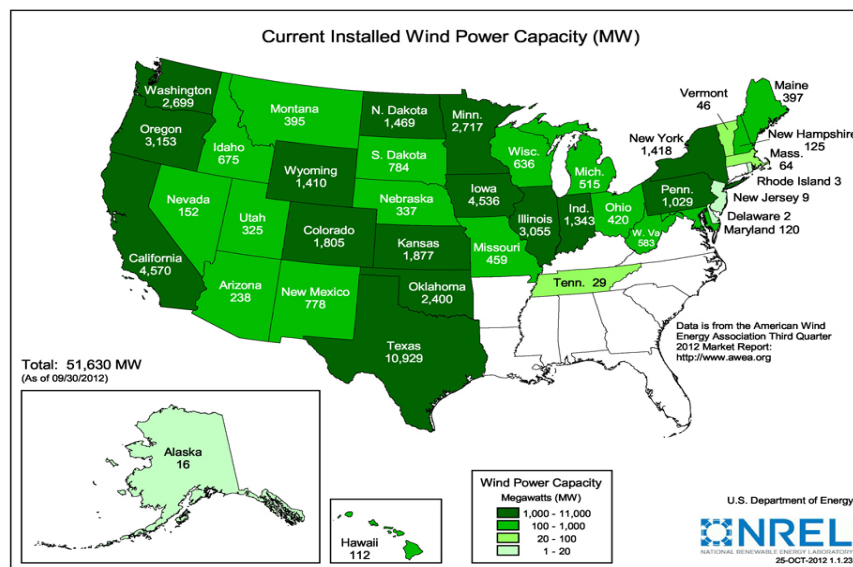 Current Installed Wind Power Capacity (MW)
Washington
2,699
Oregon
3,153
California
4,570
Nevada
152
Idaho
675
Montana
395
Wyoming
1,410
Utah
325
Colorado
1,805
Arizona
238
New Mexico
778
N. Dakota
1,469
S. Dakota
784
Nebraska
337
Kansas
1,877
Oklahoma
2,400
Texas
10,929
Minn.
2,717
Iowa
4,536
Missouri
459
Wisc.
636
Illinois
3,055
Mich.
515
Ind.
1,343
Ohio
420
W. Va
583
Tenn. 29
Penn.
1,029
New York
1,418
Vermont
46
Maine
397
New Hampshire
125
Mass.
64
Rhode Island 3
New Jersey 9
Delaware 2
Maryland 120
Data is from the American Wind
Energy Association Third Quarter
2012 Market Report:
http://www.awea.org
Total: 51,630 MW
(As of 09/30/2012)
Alaska
16
Hawaii
112
Wind Power Capacity
Megawatts (MW)
1,000 - 11,000
100 - 1,000
20 - 100
1 - 20
U.S. Department of Energy
NREL
NATIONAL RENEWABLE ENERGY LABORATORY
25-OCT-2012 1.1.23